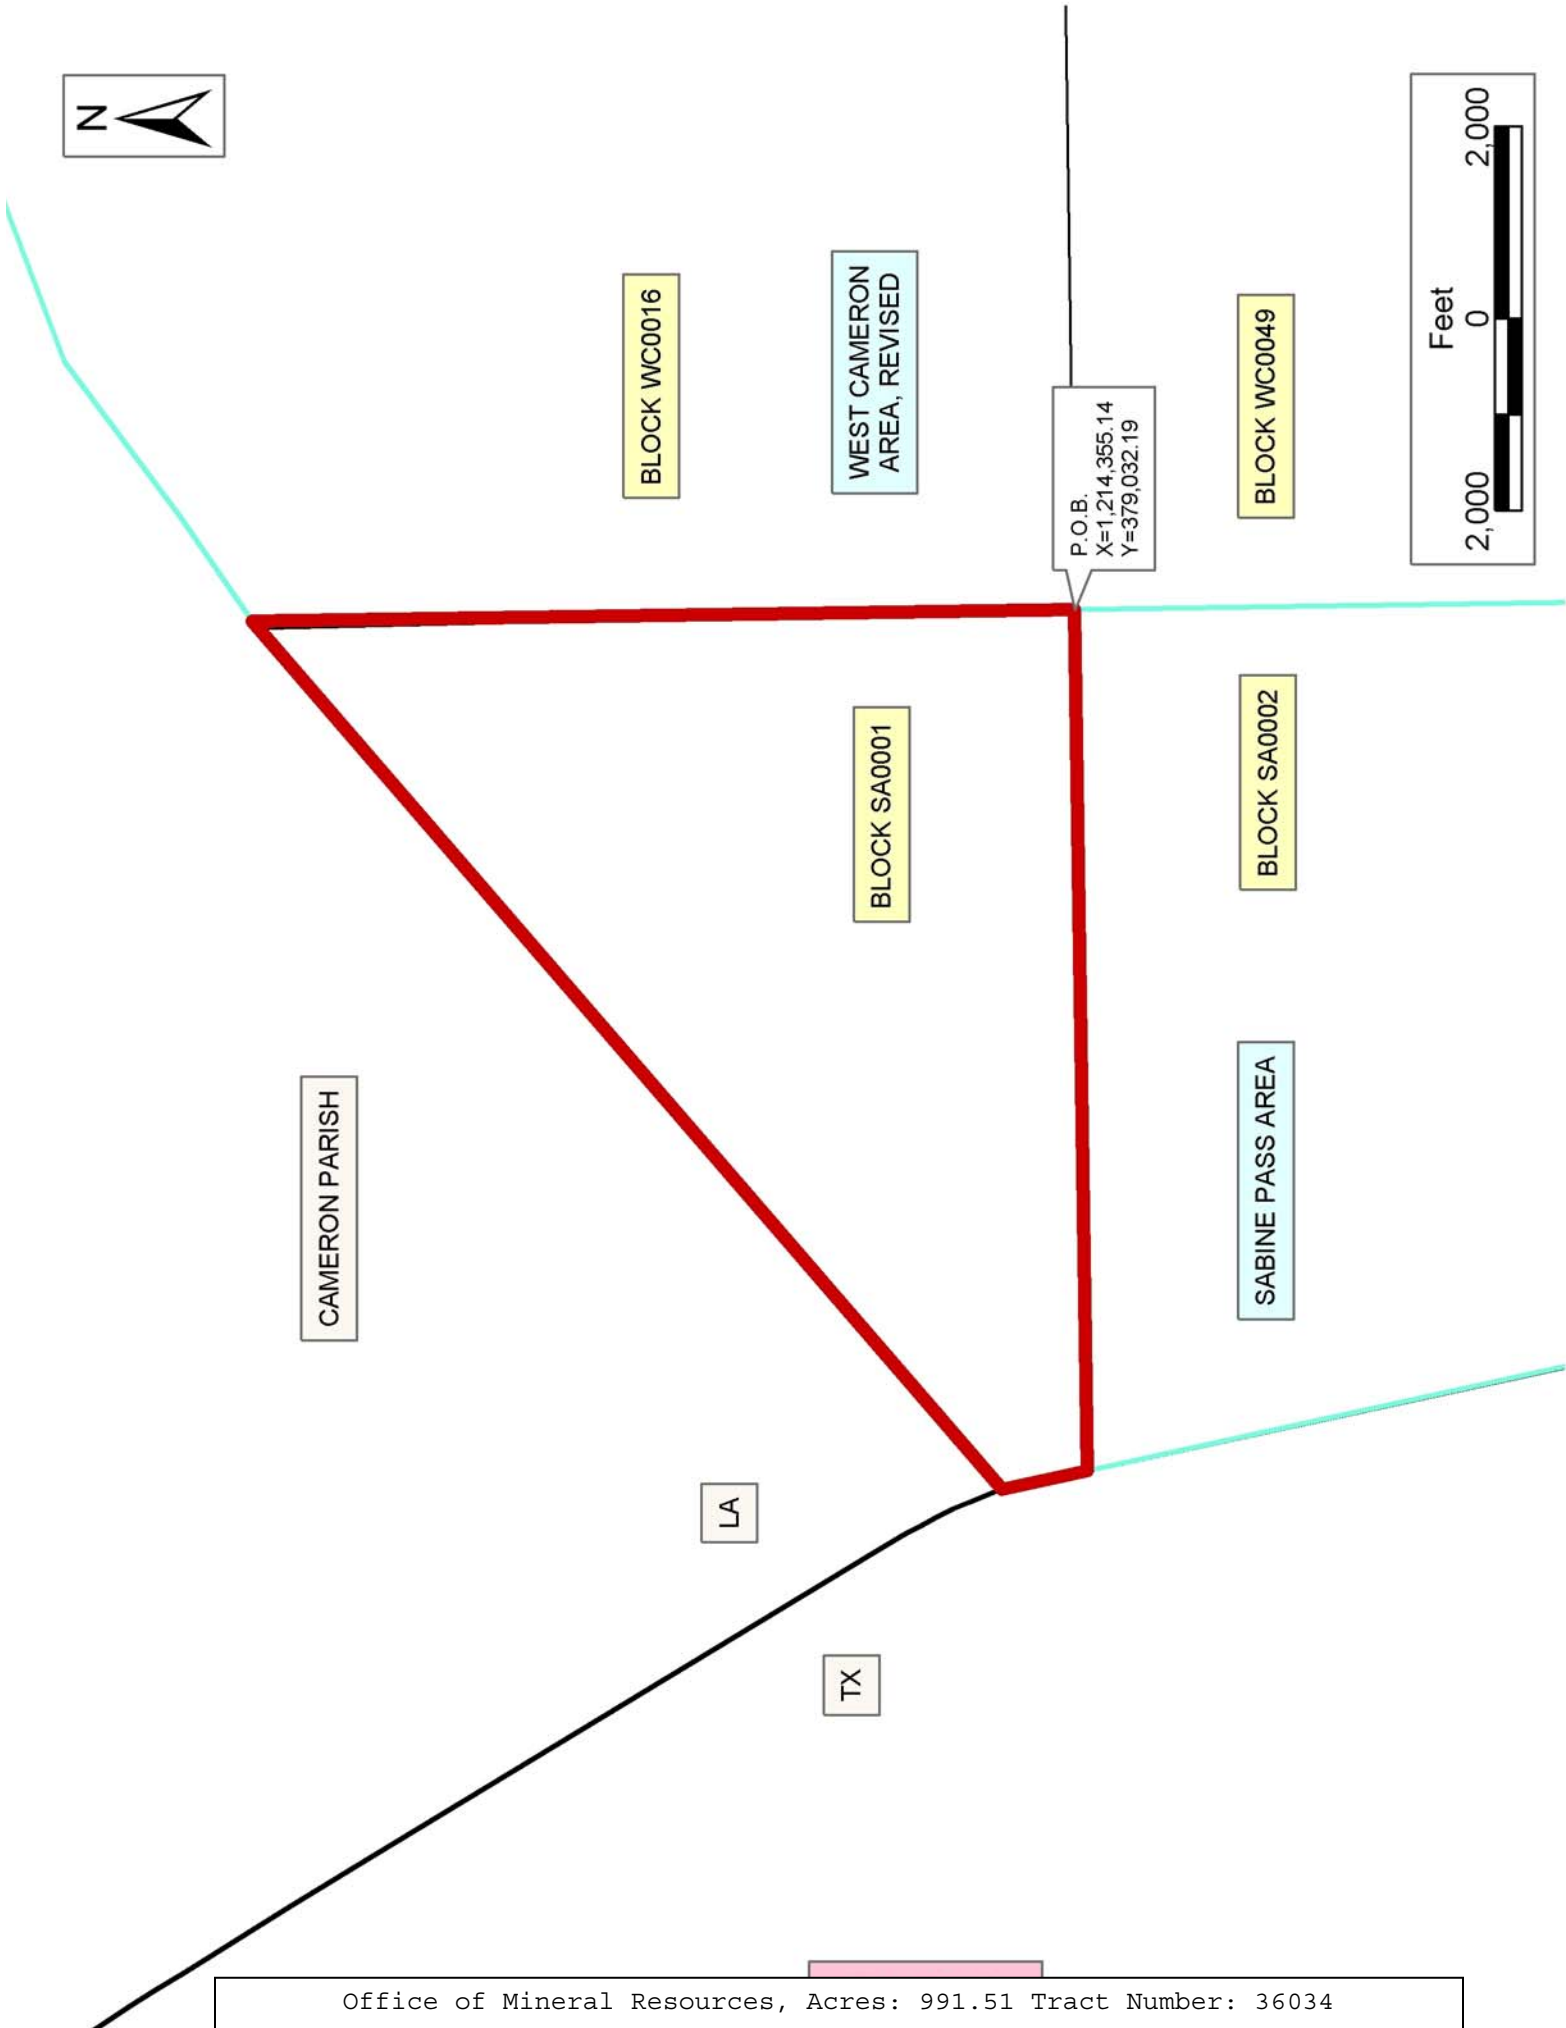 N
BLOCK WC0016
WEST CAMERON
AREA, REVISED
P.O.B.
X=1,214,355.14
Y=379,032.19
BLOCK WC0049
Feet
2,000 0 2,000
CAMERON PARISH
BLOCK SA0001
BLOCK SA0002
SABINE PASS AREA
LA
TX
Office of Mineral Resources, Acres: 991.51 Tract Number: 36034